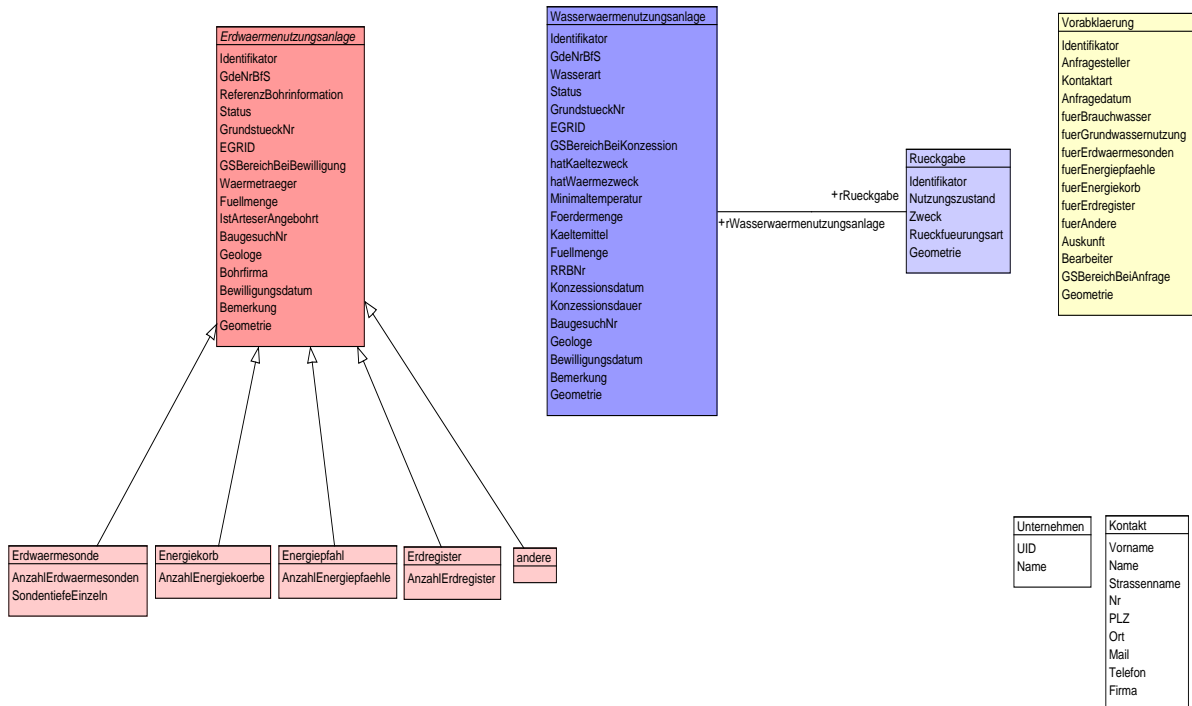 Erdwaermenutzungsanlage
Identifikator
GdeNrBfS
ReferenzBohrinformation
Status
GrundstueckNr
EGRID
GSBereichBeiBewilligung
Waermetraeger
Fuellmenge
IstArteserAngebohrt
BaugesuchNr
Geologe
Bohrfirma
Bewilligungsdatum
Bemerkung
Geometrie
Wasserwaermenutzungsanlage
Identifikator
GdeNrBfS
Wasserart
Status
GrundstueckNr
EGRID
GSBereichBeiKonzession
hatKaeltezweck
hatWaermezweck
Minimaltemperatur
Foerdermenge
Kaeltemittel
Fuellmenge
RRBNr
Konzessionsdatum
Konzessionsdauer
BaugesuchNr
Geologe
Bewilligungsdatum
Bemerkung
Geometrie
+rRueckgabe
+rWasserwaermenutzungsanlage
Rueckgabe
Identifikator
Nutzungszustand
Zweck
Rueckfueurungsart
Geometrie
Vorabklaerung
Identifikator
Anfragesteller
Kontaktart
Anfragedatum
fuerBrauchwasser
fuerGrundwassernutzung
fuerErdwaermesonden
fuerEnergiepfaehle
fuerEnergiekorb
fuerErdregister
fuerAndere
Auskunft
Bearbeiter
GSBereichBeiAnfrage
Geometrie
Erdwaermesonde
AnzahlErdwaermesonden
SondentiefeEinzeln
Energiekorb
AnzahlEnergiekoerbe
Energiepfahl
AnzahlEnergiepfaehle
Erdregister
AnzahlErdregister
andere
Unternehmen
UID
Name
Kontakt
Vorname
Name
Strassenname
Nr
PLZ
Ort
Mail
Telefon
Firma